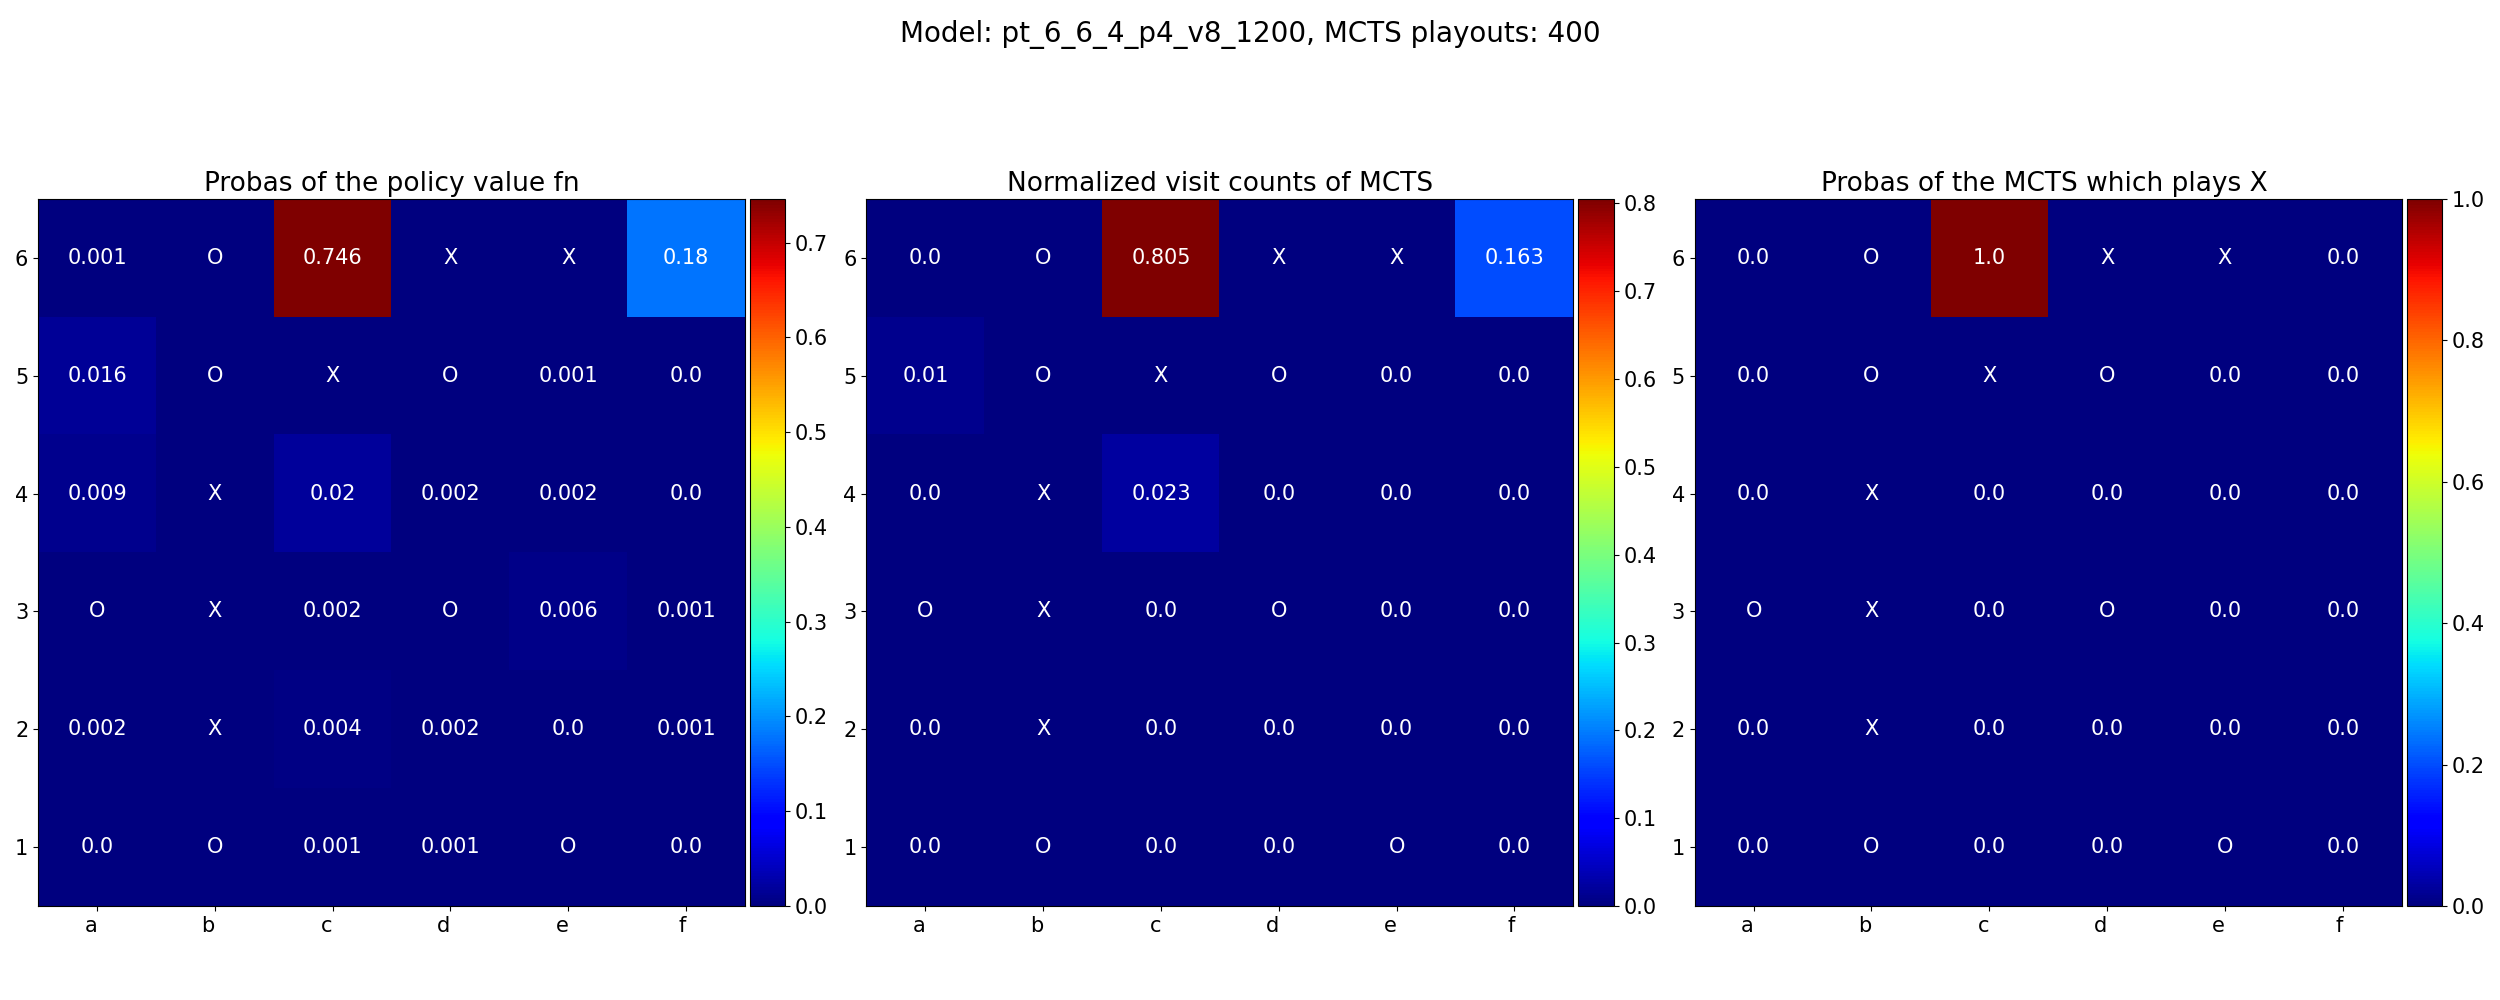 Model: pt_6_6_4_p4_v8_1200, MCTS playouts: 400
Probas of the policy value fn
6 0.001 O 0.746 X X 0.18
5 0.016 O X O 0.001 0.0
4 0.009 X 0.02 0.002 0.002 0.0
3 O X 0.002 O 0.006 0.001
2 0.002 X 0.004 0.002 0.0 0.001
1 0.0 O 0.001 0.001 O 0.0
a b c d e f
0.7
0.6
0.5
0.4
0.3
0.2
0.1
0.0
Normalized visit counts of MCTS
6 0.0 O 0.805 X X 0.163
5 0.01 O X O 0.0 0.0
4 0.0 X 0.023 0.0 0.0 0.0
3 O X 0.0 O 0.0 0.0
2 0.0 X 0.0 0.0 0.0 0.0
1 0.0 O 0.0 0.0 O 0.0
a b c d e f
0.8
0.7
0.6
0.5
0.4
0.3
0.2
0.1
0.0
Probas of the MCTS which plays X
6 0.0 O 1.0 X X 0.0
5 0.0 O X O 0.0 0.0
4 0.0 X 0.0 0.0 0.0 0.0
3 O X 0.0 O 0.0 0.0
2 0.0 X 0.0 0.0 0.0 0.0
1 0.0 O 0.0 0.0 O 0.0
a b c d e f
1.0
0.8
0.6
0.4
0.2
0.0